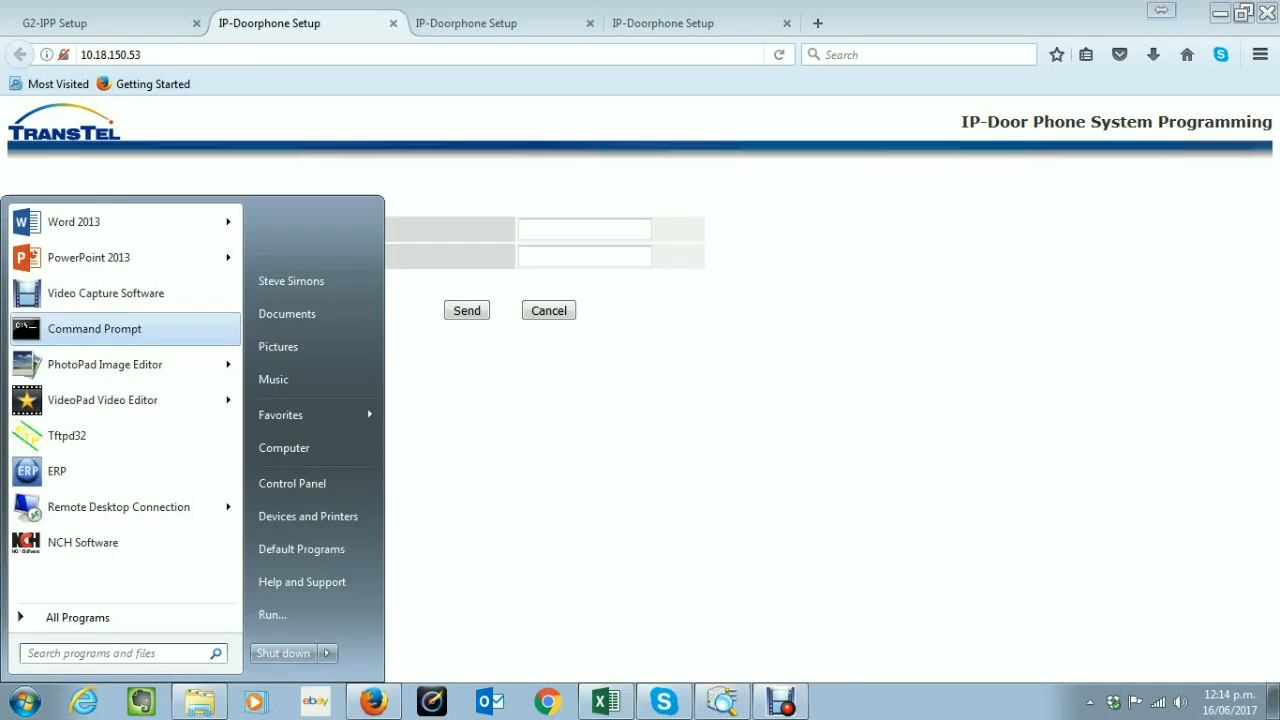 G2-IPP Setup
IP-Doorphone Setup
IP-Doorphone Setup
IP-Doorphone Setup
10.18.150.53
Search
Most Visited
Getting Started
TRANSTEL
IP-Door Phone System Programming
Send
Cancel
Word 2013
PowerPoint 2013
Video Capture Software
Command Prompt
PhotoPad Image Editor
VideoPad Video Editor
Tftpd32
ERP
ERP
Remote Desktop Connection
NCH
NCH Software
All Programs
Search programs and files
Steve Simons
Documents
Pictures
Music
Favorites
Computer
Control Panel
Devices and Printers
Default Programs
Help and Support
Run...
Shut down
ebay
12:14 p.m.
16/06/2017